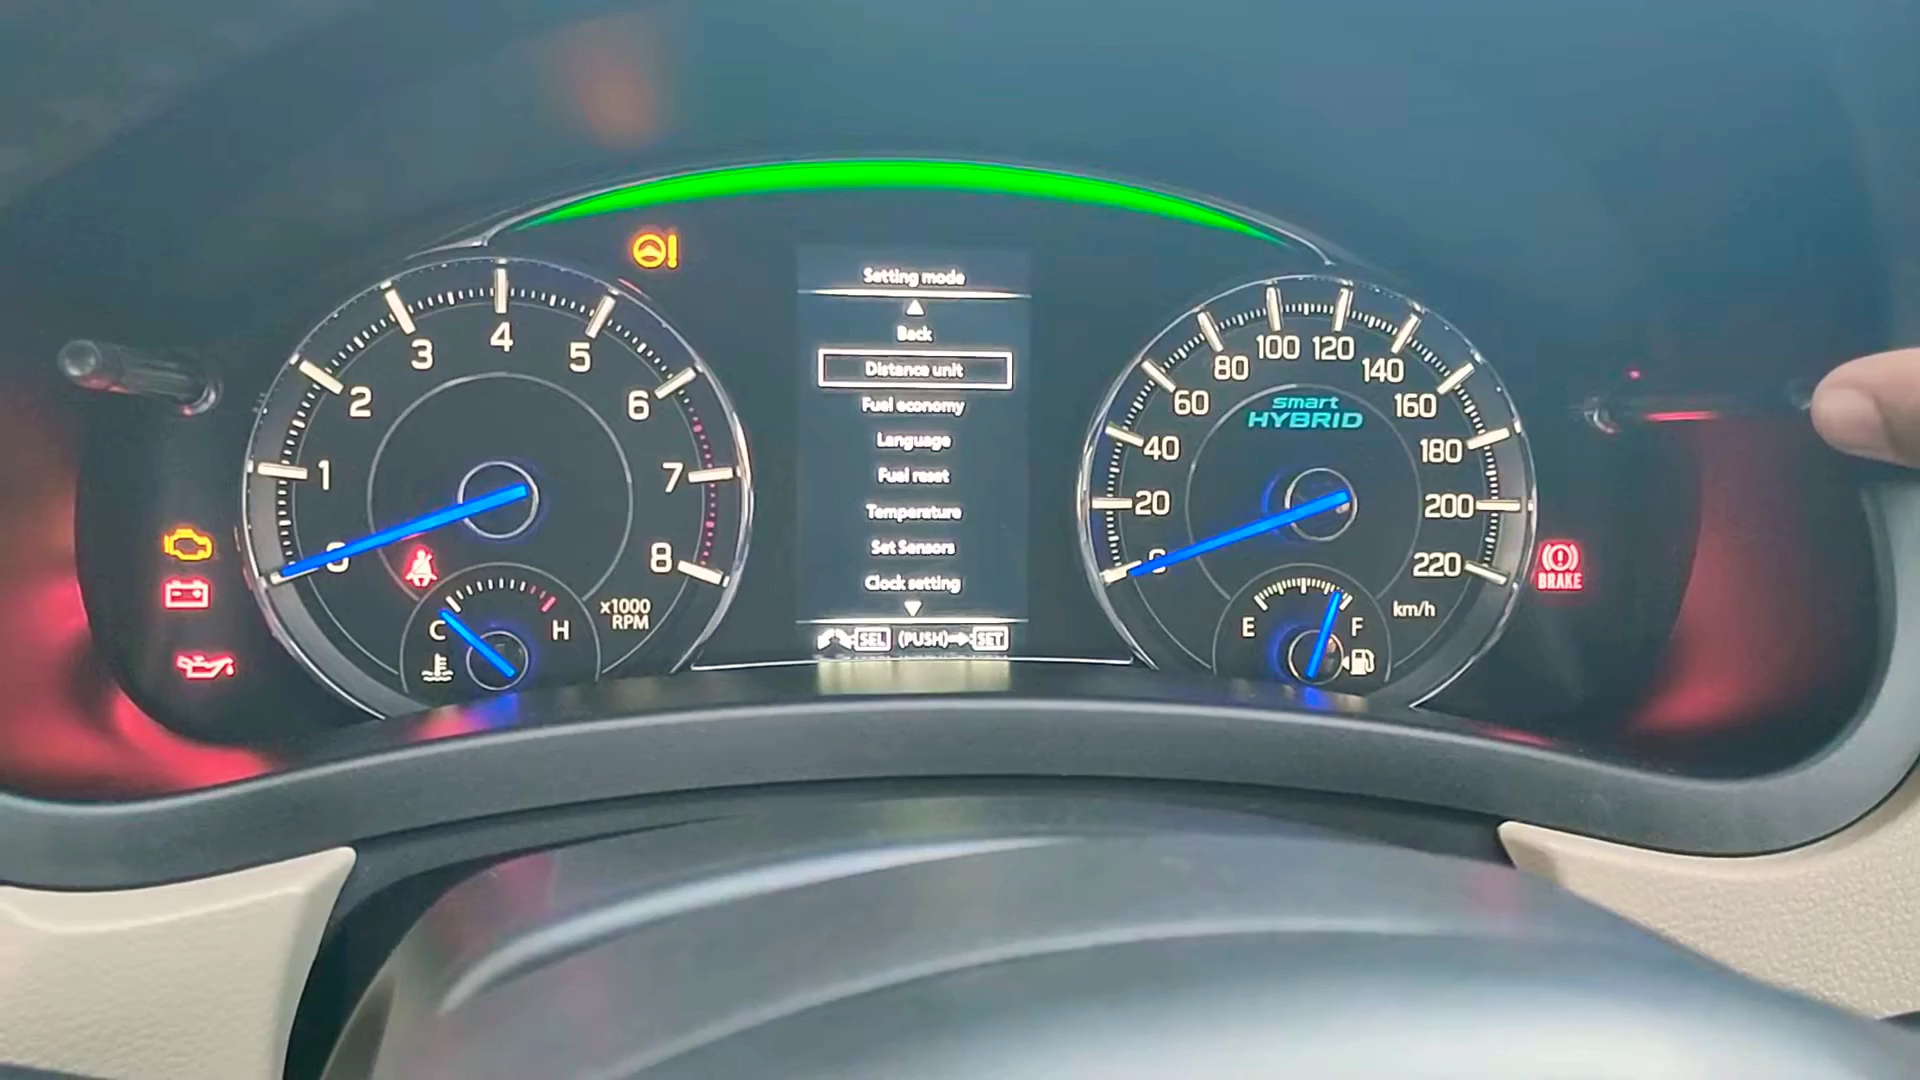 Setting mode
Back
Distance unit
Fuel economy
Language
Fuel reset
Temperature
Set Sensors
Clock setting
SEL (PUSH) SET
0
1
2
3
4
5
6
7
8
x1000
RPM
C
H
0
20
40
60
80
100
120
140
160
180
200
220
smart
HYBRID
km/h
E
F
BRAKE